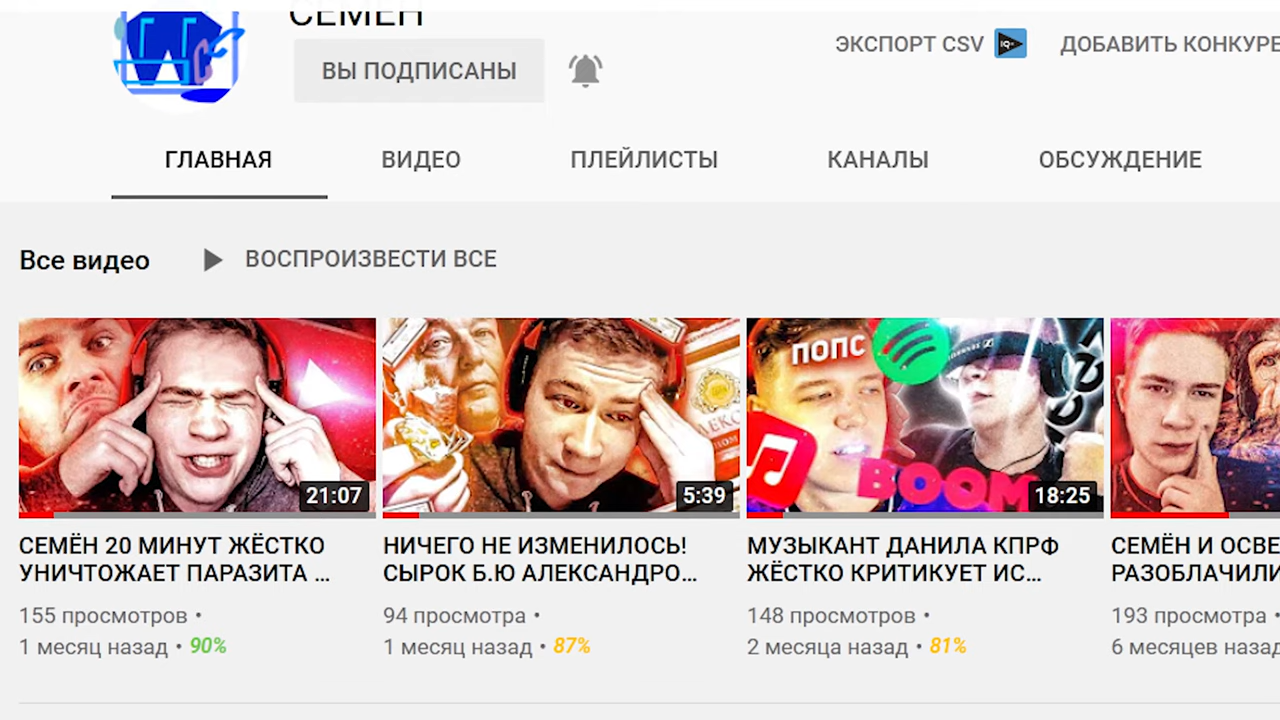 СЕМЁН
ВЫ ПОДПИСАНЫ
ЭКСПОРТ CSV
ДОБАВИТЬ КОНКУРЕ
ГЛАВНАЯ
ВИДЕО
ПЛЕЙЛИСТЫ
КАНАЛЫ
ОБСУЖДЕНИЕ
Все видео
ВОСПРОИЗВЕСТИ ВСЕ
21:07
5:39
ПОПС
BOOM
18:25
СЕМЁН 20 МИНУТ ЖЁСТКО
УНИЧТОЖАЕТ ПАРАЗИТА ...
155 просмотров •
1 месяц назад • 90%
НИЧЕГО НЕ ИЗМЕНИЛОСЬ!
СЫРОК Б.Ю АЛЕКСАНДРО...
94 просмотра •
1 месяц назад • 87%
МУЗЫКАНТ ДАНИЛА КПРФ
ЖЁСТКО КРИТИКУЕТ ИС...
148 просмотров •
2 месяца назад • 81%
СЕМЁН И ОСВЕ
РАЗОБЛАЧИЛИ
193 просмотра •
6 месяцев назад